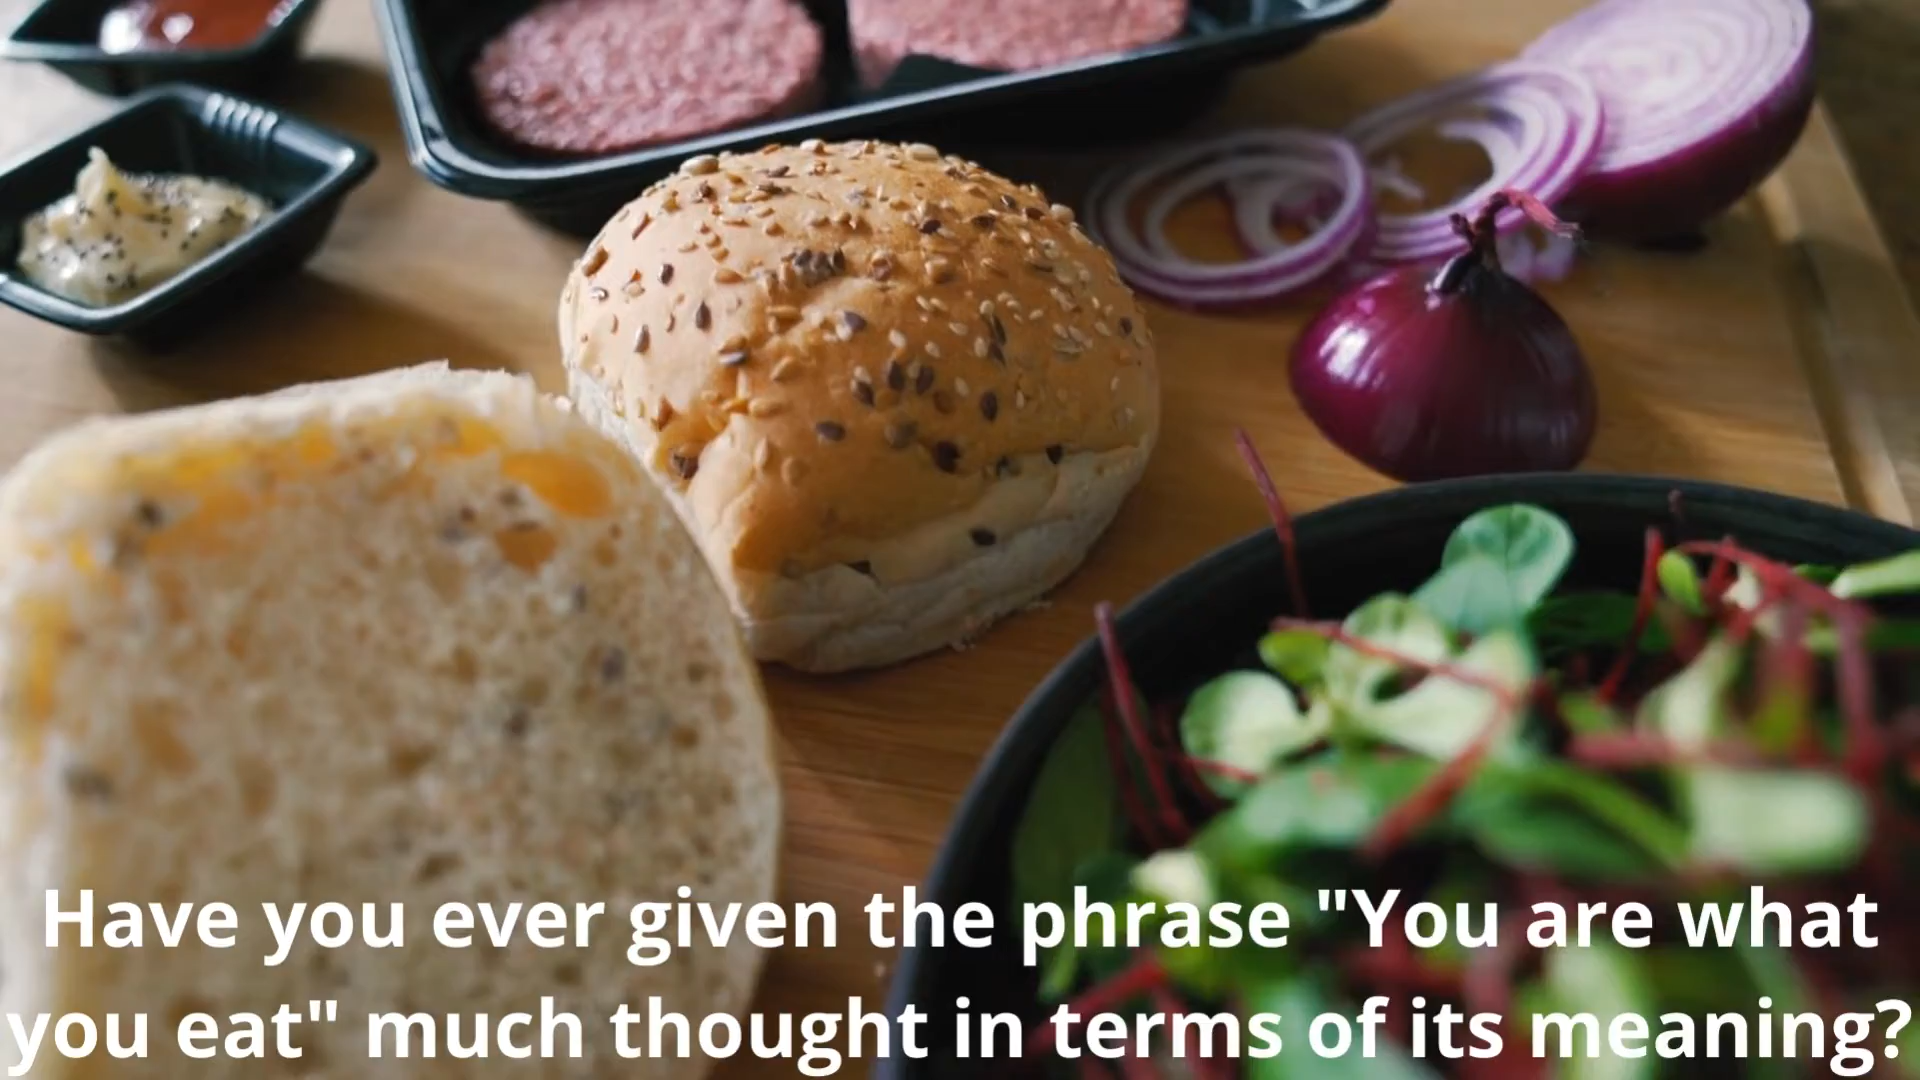 Have you ever given the phrase "You are what
you eat" much thought in terms of its meaning?